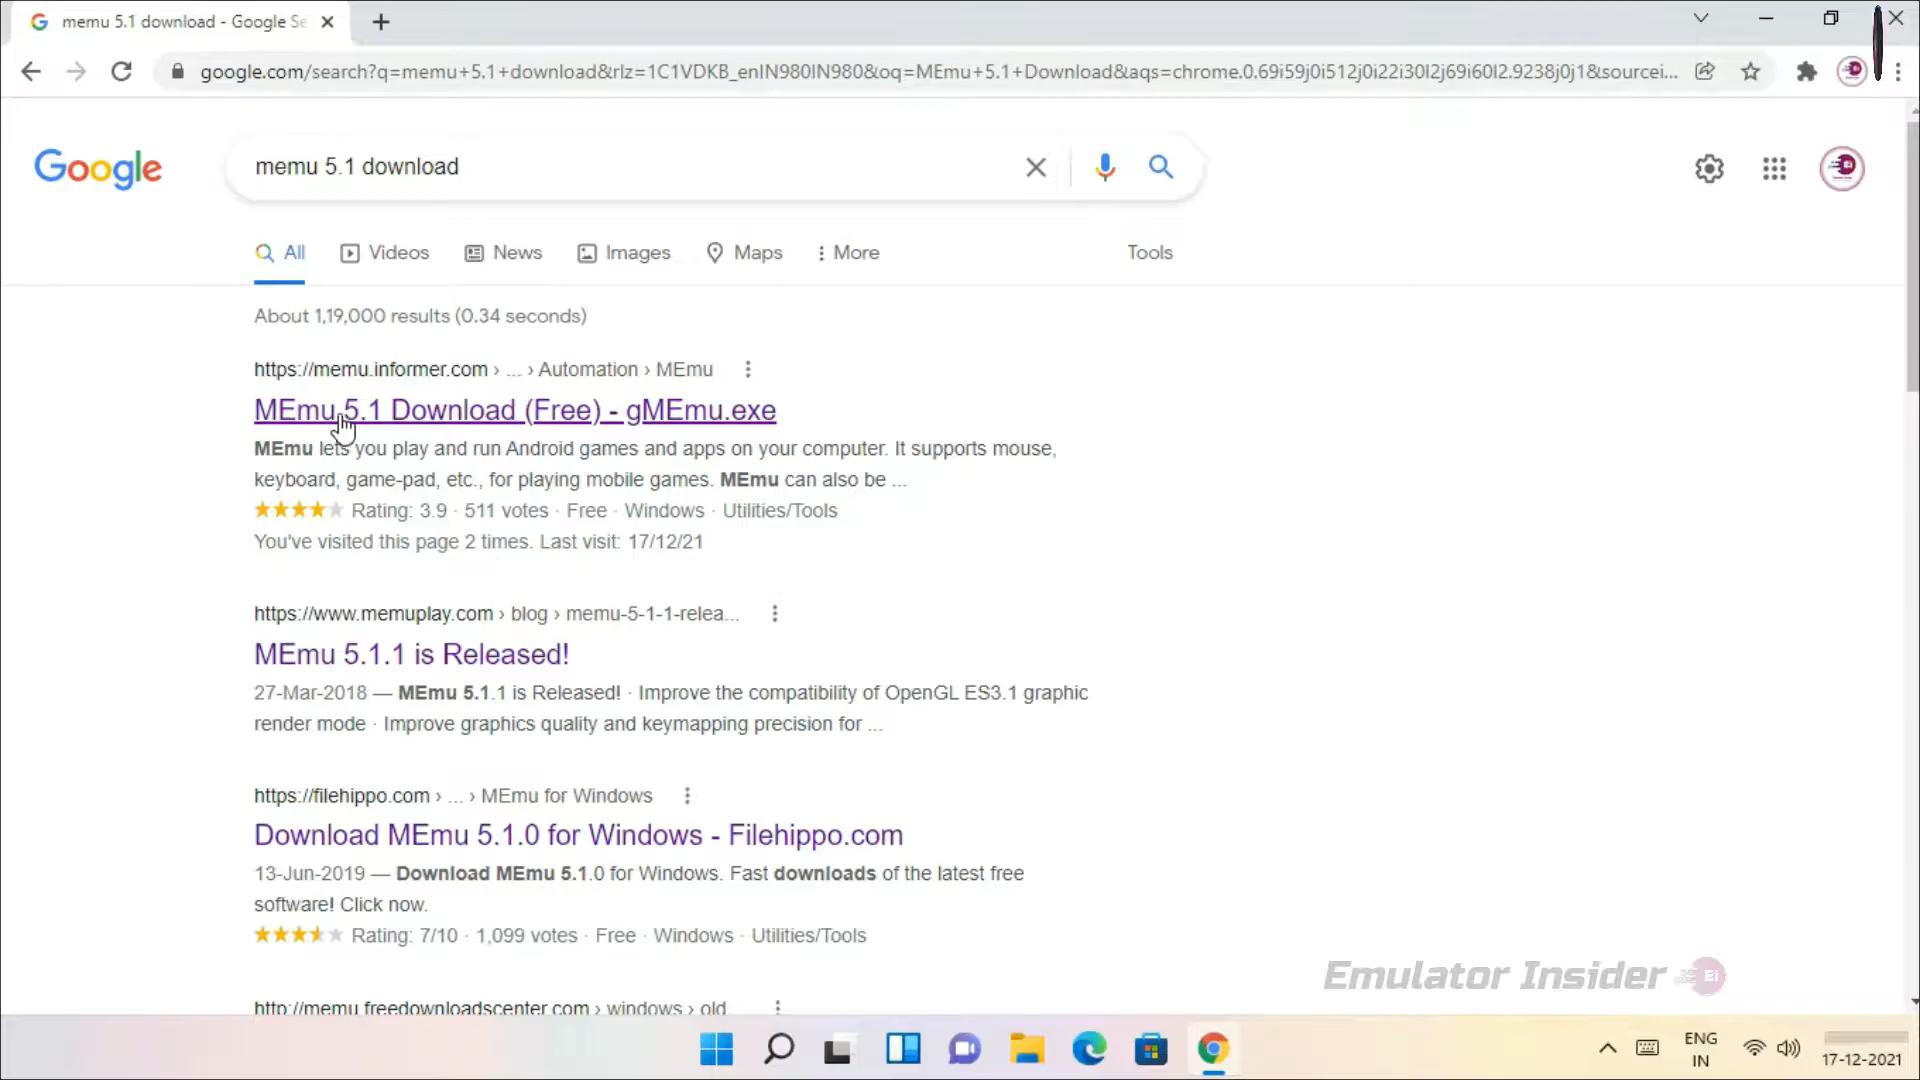 memu 5.1 download - Google Se
google.com/search?q=memu+5.1+download&rlz=1C1VDKB_enIN980IN980&oq=MEmu+5.1+Download&aqs=chrome.0.69i59j0i512j0i22i30l2j69i60l2.9238j0j1&sourcei...
Google
memu 5.1 download
All
Videos
News
Images
Maps
More
Tools
About 1,19,000 results (0.34 seconds)
https://memu.informer.com › ... › Automation › MEmu
MEmu 5.1 Download (Free) - gMEmu.exe
MEmu lets you play and run Android games and apps on your computer. It supports mouse,
keyboard, game-pad, etc., for playing mobile games. MEmu can also be ...
Rating: 3.9 · 511 votes · Free · Windows · Utilities/Tools
You've visited this page 2 times. Last visit: 17/12/21
https://www.memuplay.com › blog › memu-5-1-1-relea...
MEmu 5.1.1 is Released!
27-Mar-2018 — MEmu 5.1.1 is Released! · Improve the compatibility of OpenGL ES3.1 graphic
render mode · Improve graphics quality and keymapping precision for ...
https://filehippo.com › ... › MEmu for Windows
Download MEmu 5.1.0 for Windows - Filehippo.com
13-Jun-2019 — Download MEmu 5.1.0 for Windows. Fast downloads of the latest free
software! Click now.
Rating: 7/10 · 1,099 votes · Free · Windows · Utilities/Tools
Emulator Insider
Ei
http://memu.freedownloadscenter.com › windows › old
ENG
IN
17-12-2021